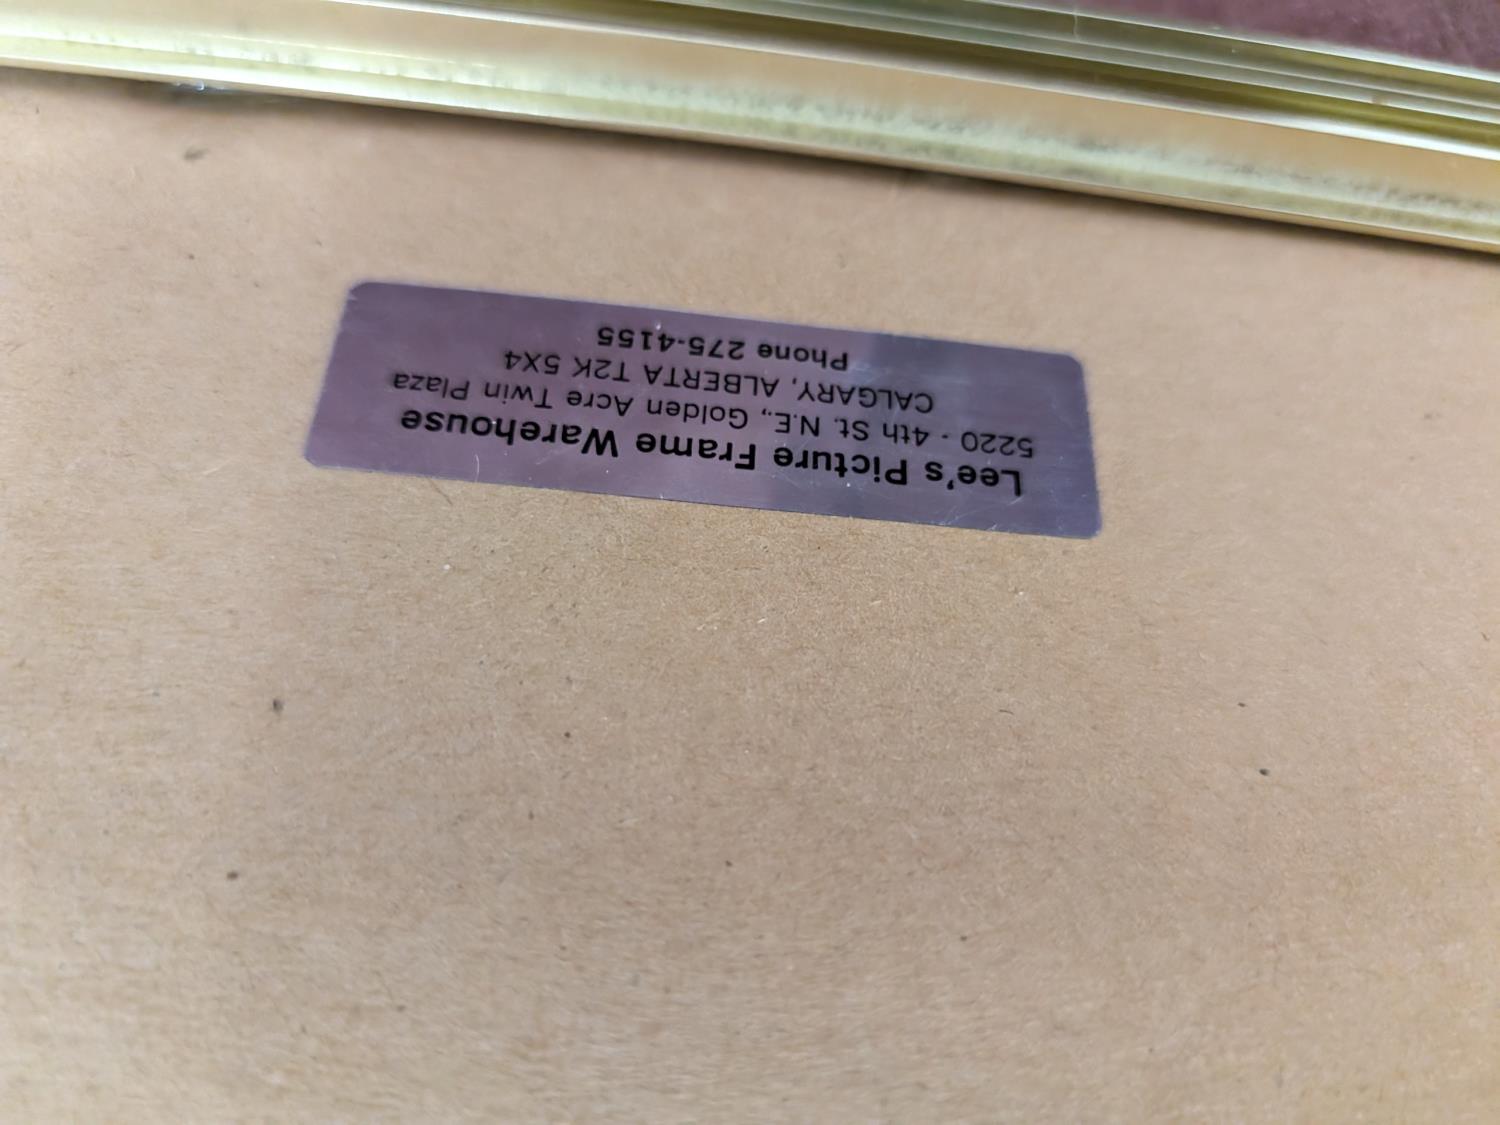 Lee's Picture Frame Warehouse
5220 - 4th St. N.E., Golden Acre Twin Plaza
CALGARY, ALBERTA T2K 5X4
Phone 275-4155